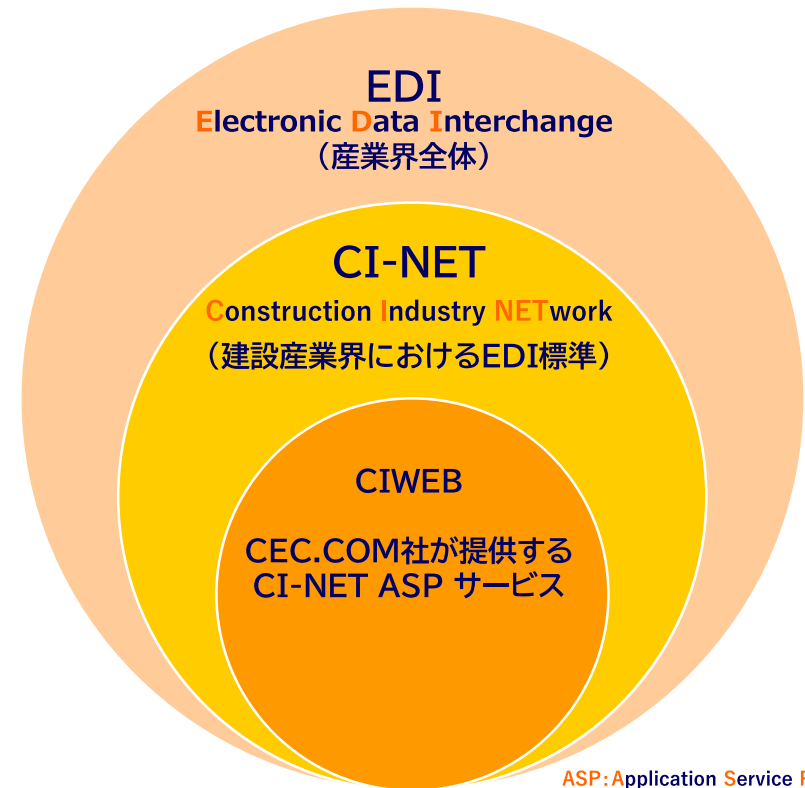 EDI
Electronic Data Interchange
（産業界全体）
CI-NET
Construction Industry NETwork
（建設産業界におけるEDI標準）
CIWEB
CEC.COM社が提供する
CI-NET ASP サービス
ASP:Application Service